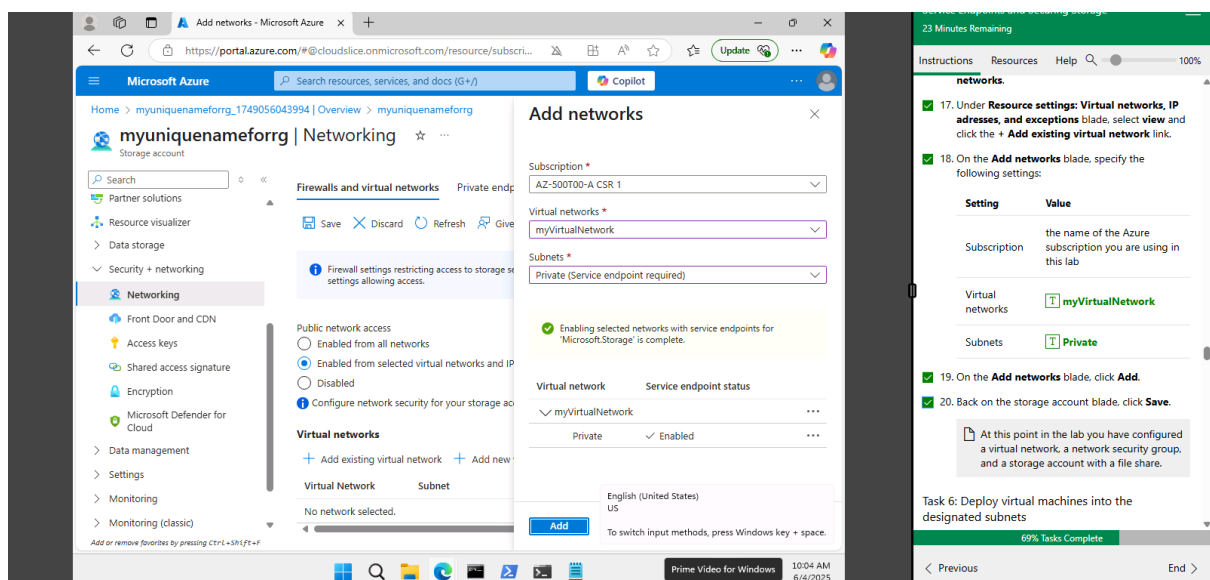 Add networks - Microsoft Azure
https://portal.azure.com/#@cloudslice.onmicrosoft.com/resource/subscri...
Update
Microsoft Azure
Search resources, services, and docs (G+/)
Copilot
Home > myuniquenameforrg_1749056043994 | Overview > myuniquenameforrg
myuniquenameforrg | Networking
Storage account
Search
Partner solutions
Resource visualizer
Data storage
Security + networking
Networking
Front Door and CDN
Access keys
Shared access signature
Encryption
Microsoft Defender for
Cloud
Data management
Settings
Monitoring
Monitoring (classic)
Add or remove favorites by pressing Ctrl+Shift+F
Firewalls and virtual networks Private endp
Save Discard Refresh Give
Firewall settings restricting access to storage se
settings allowing access.
Public network access
Enabled from all networks
Enabled from selected virtual networks and IP
Disabled
Configure network security for your storage ac
Virtual networks
+ Add existing virtual network + Add new
Virtual Network Subnet
No network selected.
Add networks
Subscription *
AZ-500T00-A CSR 1
Virtual networks *
myVirtualNetwork
Subnets *
Private (Service endpoint required)
Enabling selected networks with service endpoints for
'Microsoft.Storage' is complete.
Virtual network Service endpoint status
myVirtualNetwork
Private Enabled
Add
English (United States)
US
To switch input methods, press Windows key + space.
Prime Video for Windows
10:04 AM
6/4/2025
Service Endpoints and Securing Storage
23 Minutes Remaining
Instructions Resources Help 100%
networks.
17. Under Resource settings: Virtual networks, IP
adresses, and exceptions blade, select view and
click the + Add existing virtual network link.
18. On the Add networks blade, specify the
following settings:
Setting Value
Subscription the name of the Azure
subscription you are using in
this lab
Virtual
networks
T myVirtualNetwork
Subnets T Private
19. On the Add networks blade, click Add.
20. Back on the storage account blade, click Save.
At this point in the lab you have configured
a virtual network, a network security group,
and a storage account with a file share.
Task 6: Deploy virtual machines into the
designated subnets
69% Tasks Complete
< Previous End >